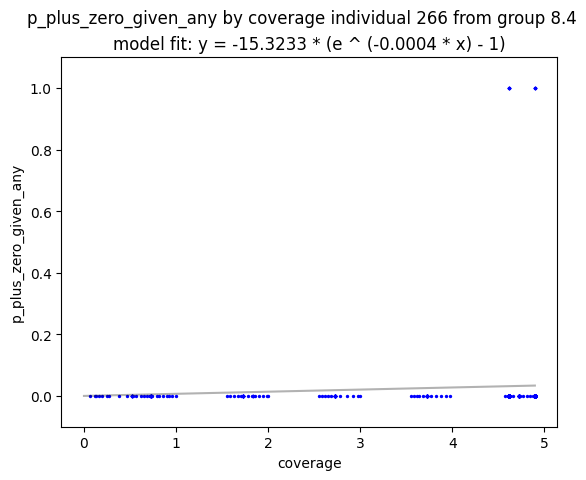 p_plus_zero_given_any by coverage individual 266 from group 8.4
model fit: y = -15.3233 * (e ^ (-0.0004 * x) - 1)
1.0
0.8
0.6
0.4
0.2
0.0
p_plus_zero_given_any
0 1 2 3 4 5
coverage